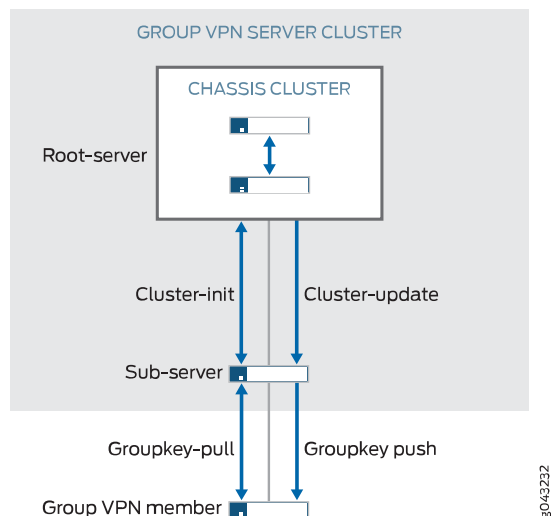 GROUP VPN SERVER CLUSTER
CHASSIS CLUSTER
Root-server
Cluster-init
Cluster-update
Sub-server
Groupkey-pull
Groupkey push
Group VPN member
g043232